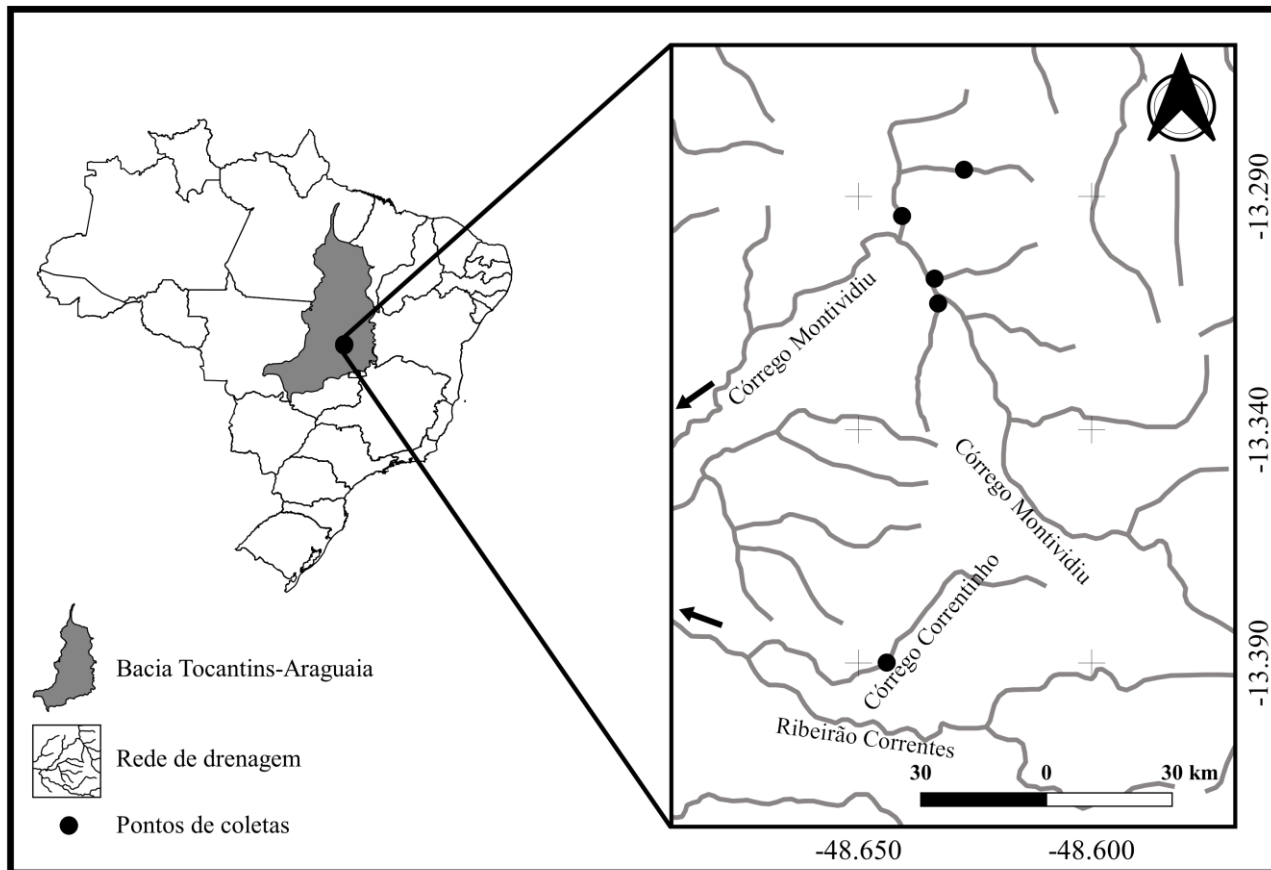 Bacia Tocantins-Araguaia
Rede de drenagem
Pontos de coletas
Córrego Montividiu
Córrego Montividiu
Córrego Correntinho
Ribeirão Correntes
30 0 30 km
-13.290
-13.340
-13.390
-48.650 -48.600